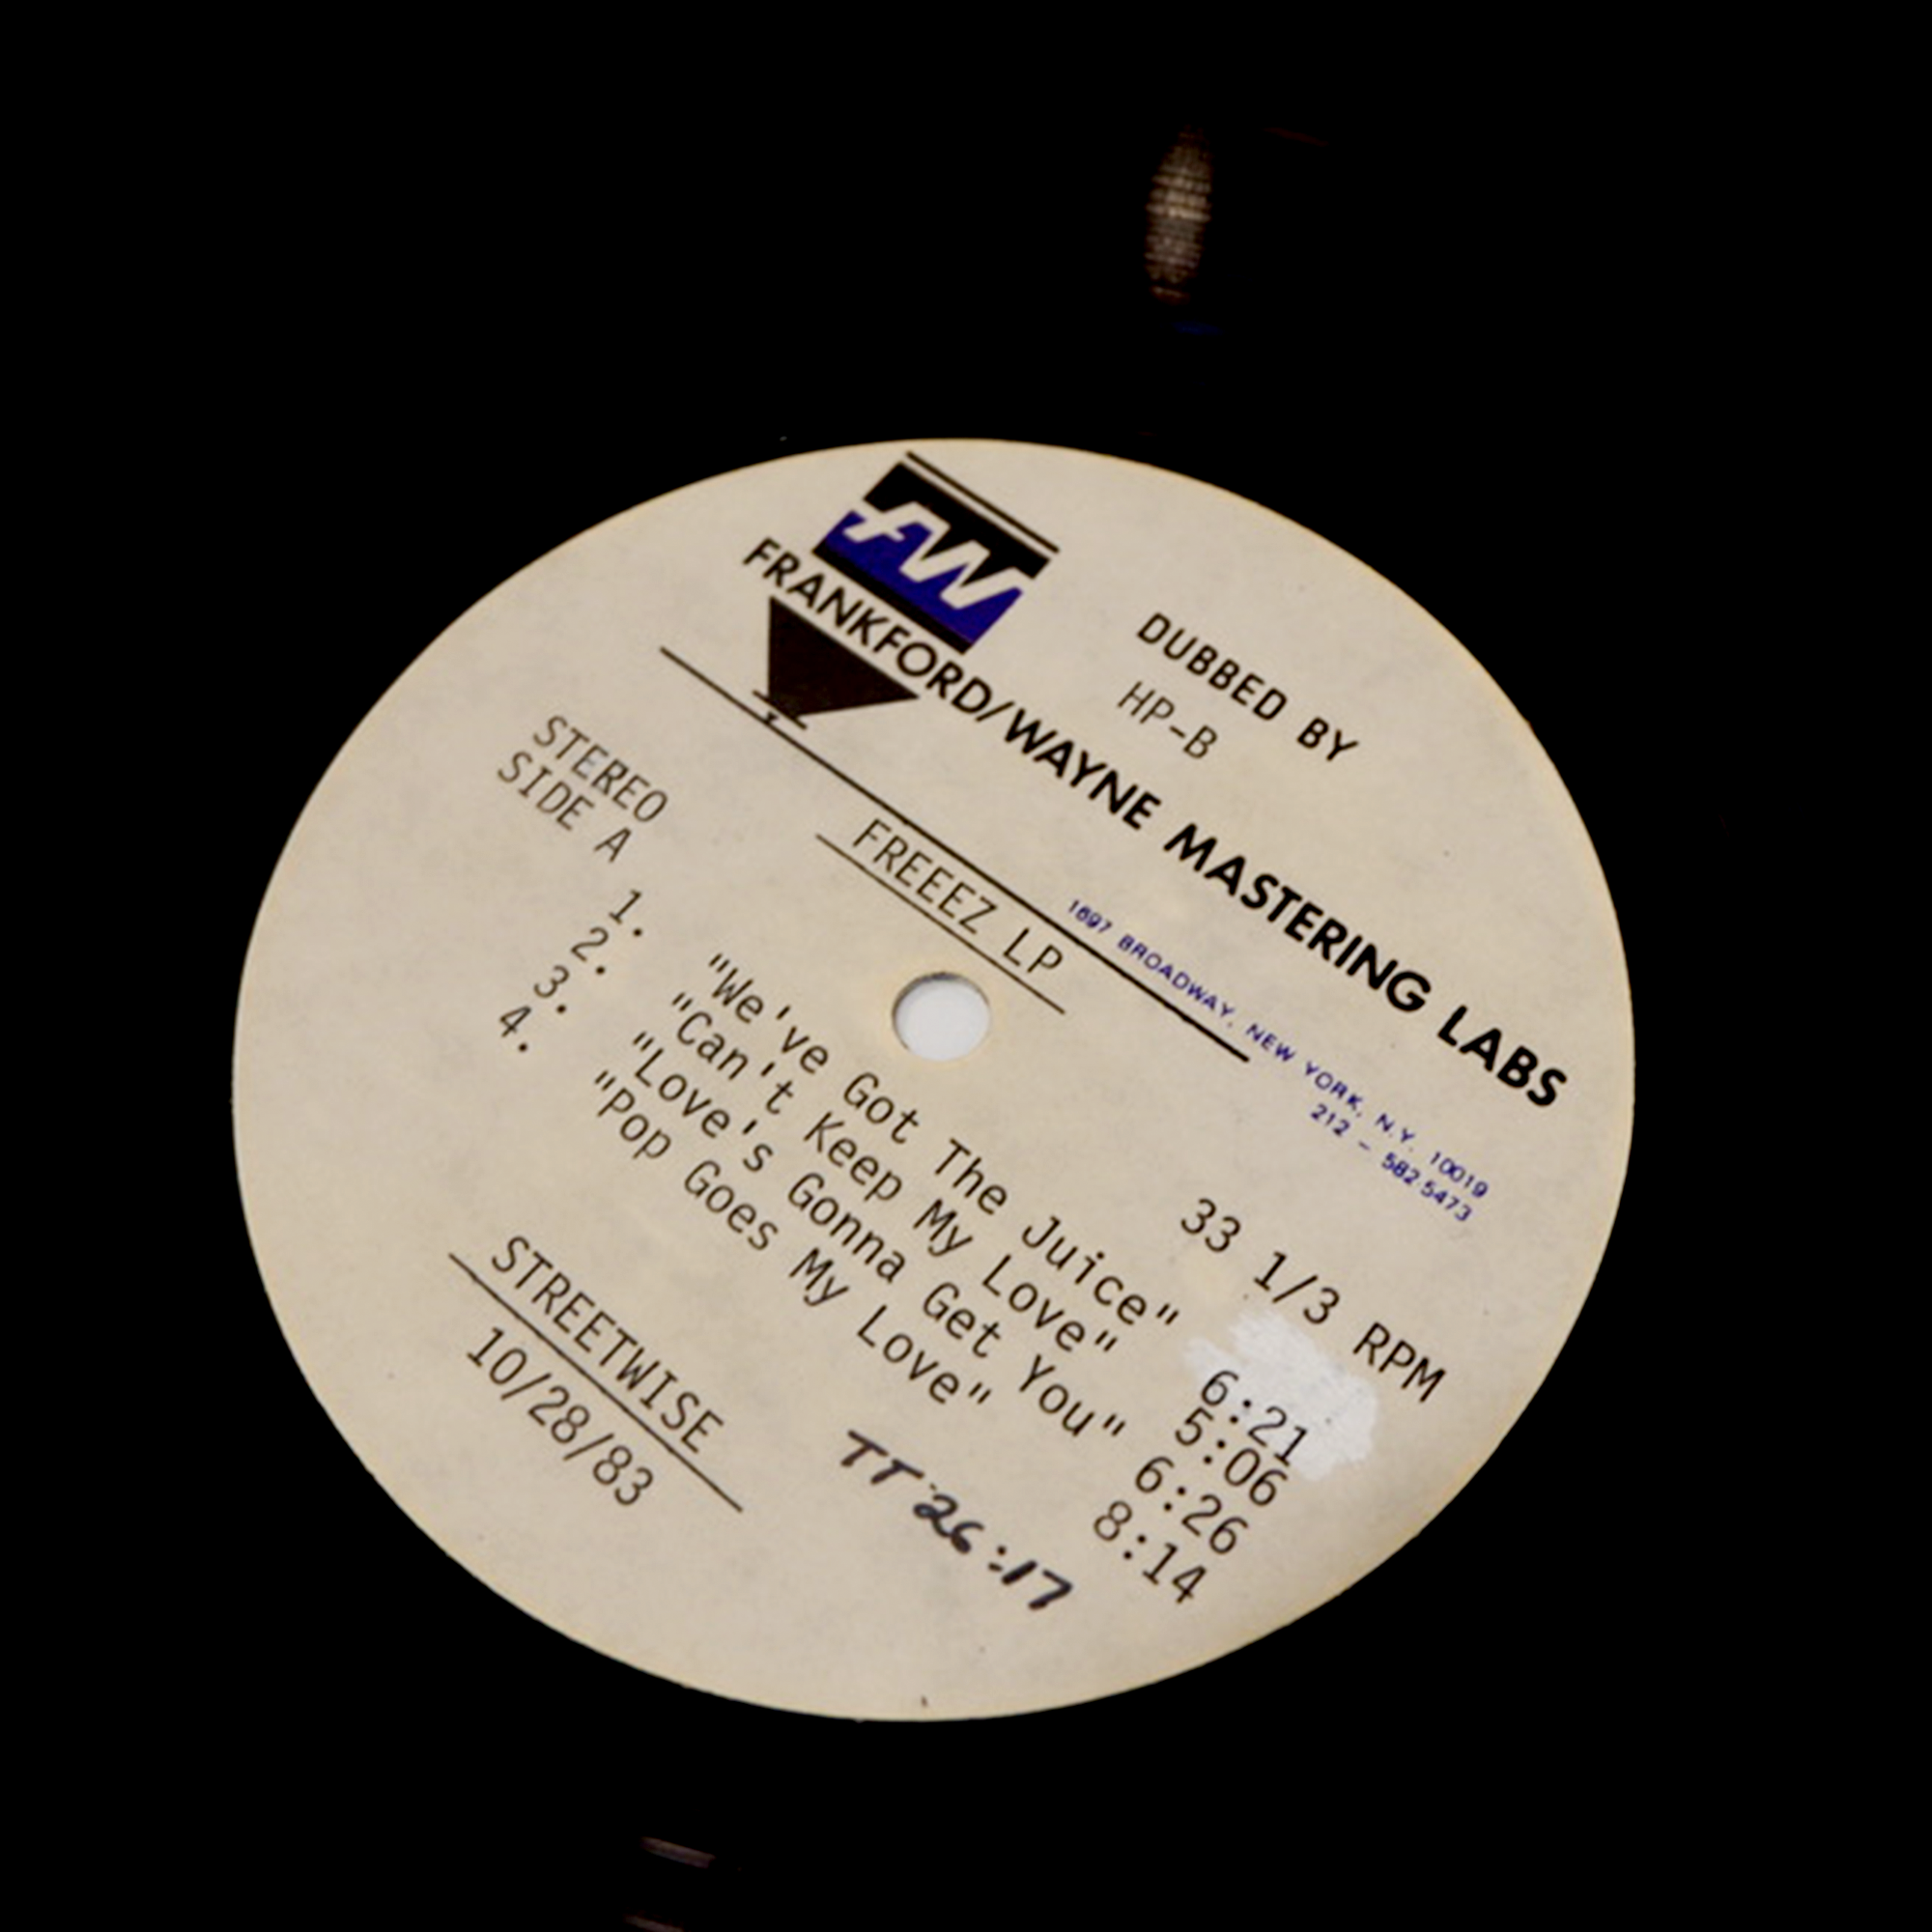 FW
FRANKFORD/WAYNE MASTERING LABS
DUBBED BY
HP-B
1697 BROADWAY, NEW YORK, N.Y. 10019
212 - 582-5473
STEREO
SIDE A
FREEEZ LP
33 1/3 RPM
1. "We've Got The Juice" 6:21
2. "Can't Keep My Love" 5:06
3. "Love's Gonna Get You" 6:26
4. "Pop Goes My Love" 8:14
STREETWISE
10/28/83
TT 26:17